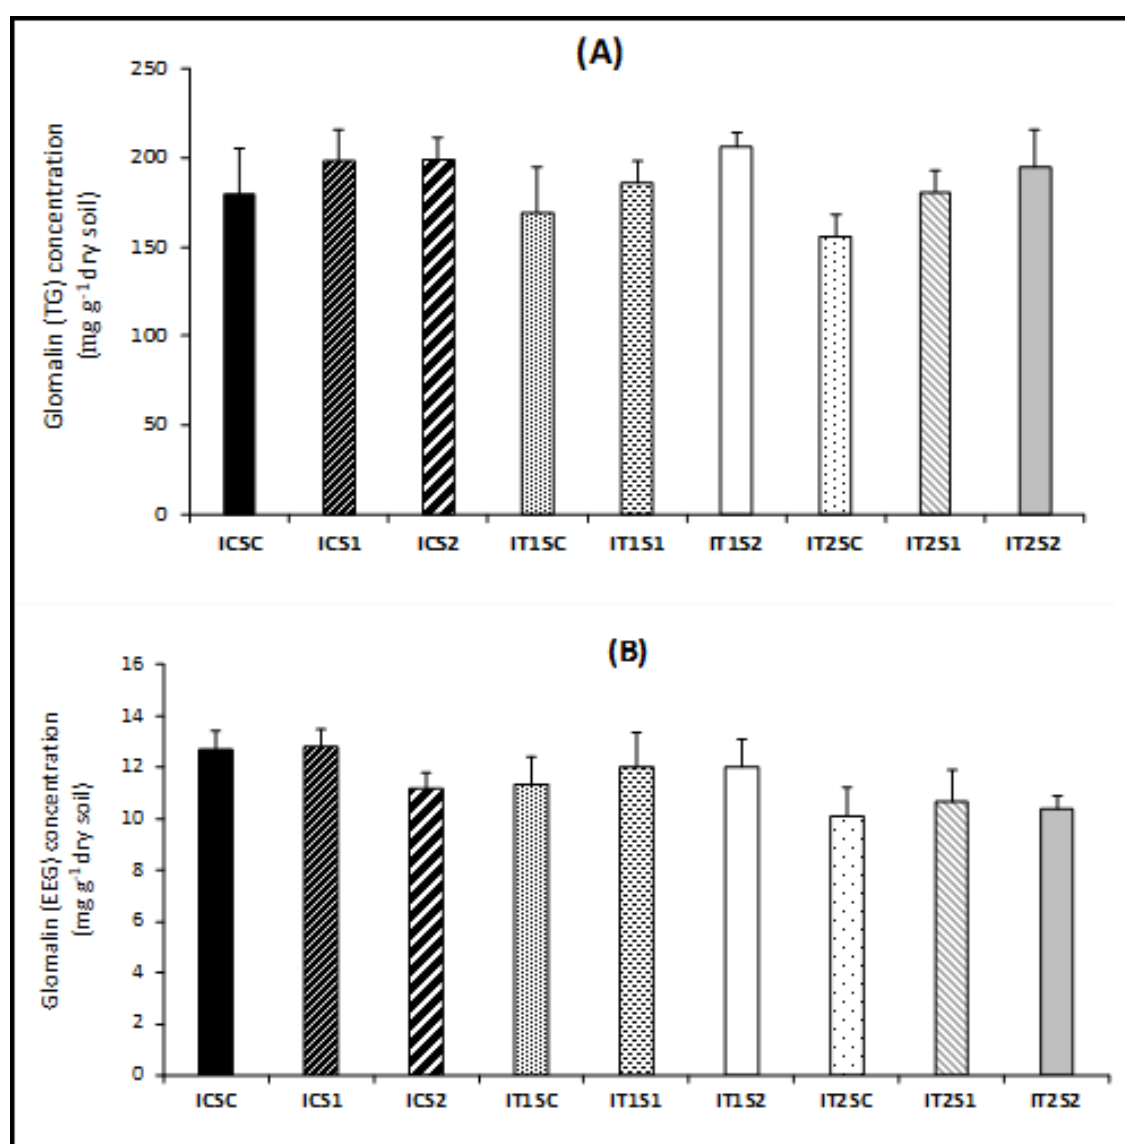 (A)
Glomalin (TG) concentration
(mg g⁻¹ dry soil)
250
200
150
100
50
0
ICSC ICS1 ICS2 IT1SC IT1S1 IT1S2 IT2SC IT2S1 IT2S2
(B)
Glomalin (EEG) concentration
(mg g⁻¹ dry soil)
16
14
12
10
8
6
4
2
0
ICSC ICS1 ICS2 IT1SC IT1S1 IT1S2 IT2SC IT2S1 IT2S2